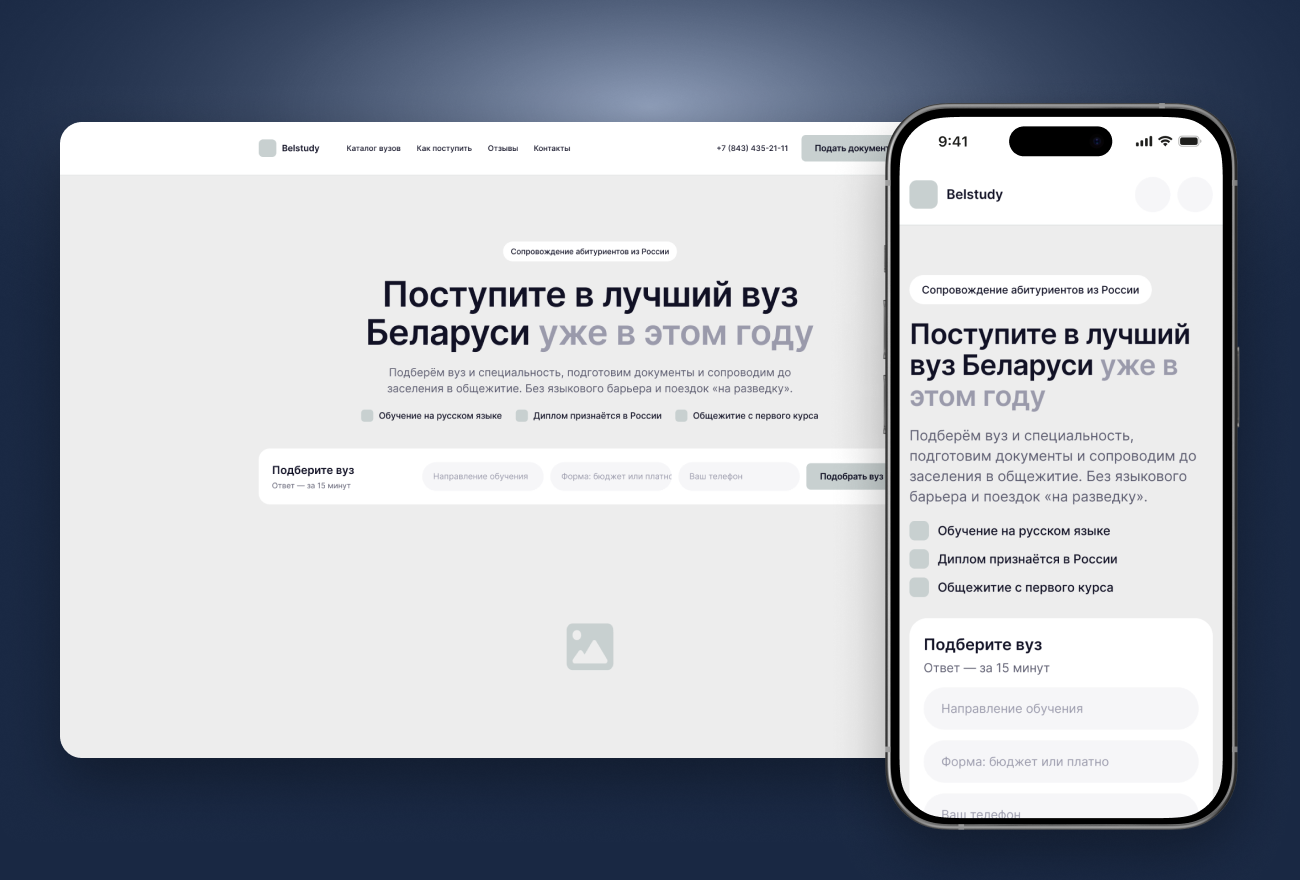 Belstudy
Каталог вузов
Как поступить
Отзывы
Контакты
+7 (843) 435-21-11
Подать
Сопровождение абитуриентов из России
Поступите в лучший вуз
Беларуси уже в этом году
Подберём вуз и специальность, подготовим документы и сопроводим до
заселения в общежитие. Без языкового барьера и поездок «на разведку».
Обучение на русском языке
Диплом признаётся в России
Общежитие с первого курса
Подберите вуз
Ответ — за 15 минут
Направление обучения
Форма: бюджет или платно
Ваш телефон
Подобрать вуз
9:41
Belstudy
Сопровождение абитуриентов из России
Поступите в лучший
вуз Беларуси уже в
этом году
Подберём вуз и специальность,
подготовим документы и сопроводим до
заселения в общежитие. Без языкового
барьера и поездок «на разведку».
Обучение на русском языке
Диплом признаётся в России
Общежитие с первого курса
Подберите вуз
Ответ — за 15 минут
Направление обучения
Форма: бюджет или платно
Ваш телефон